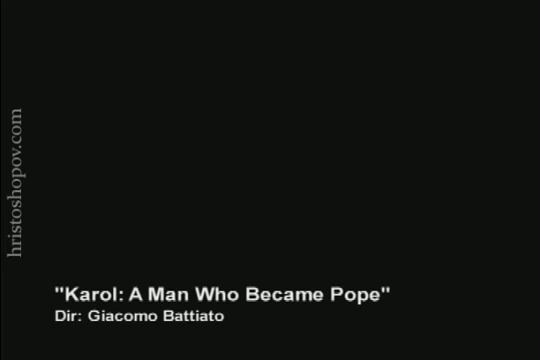 hristoshopov.com
"Karol: A Man Who Became Pope"
Dir: Giacomo Battiato